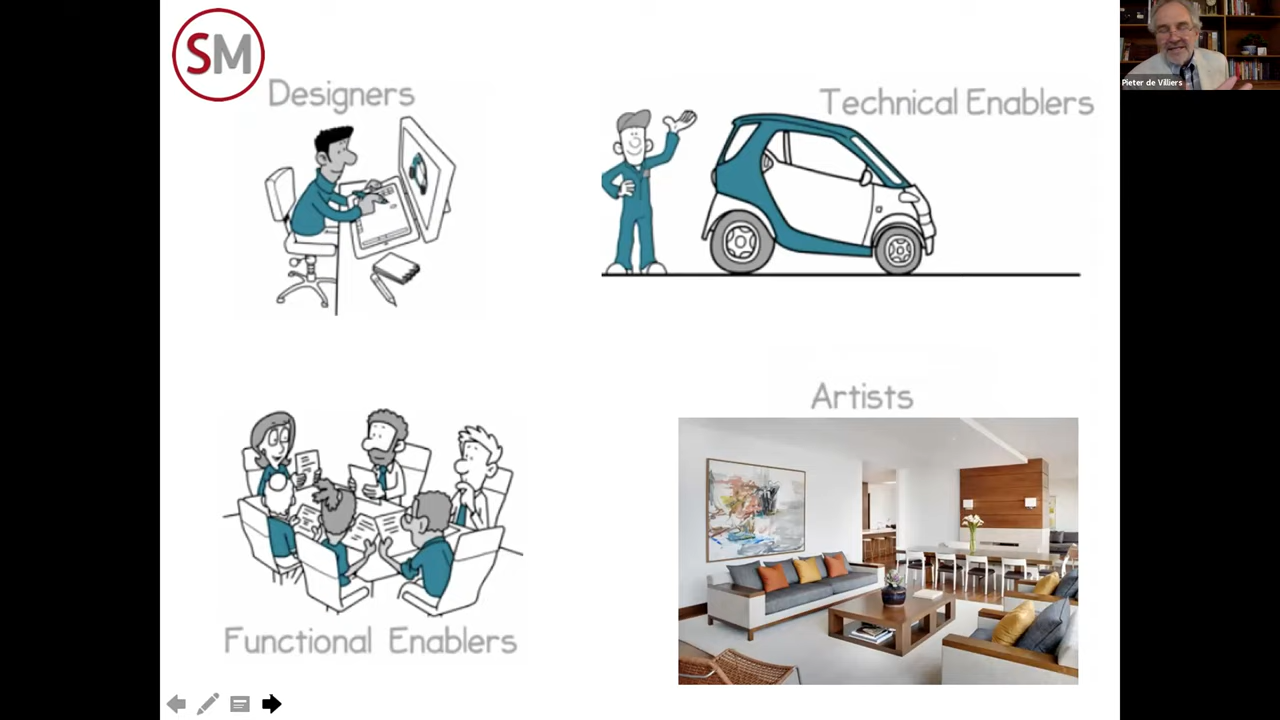 SM
Designers
Technical Enablers
Pieter de Villiers
Artists
Functional Enablers